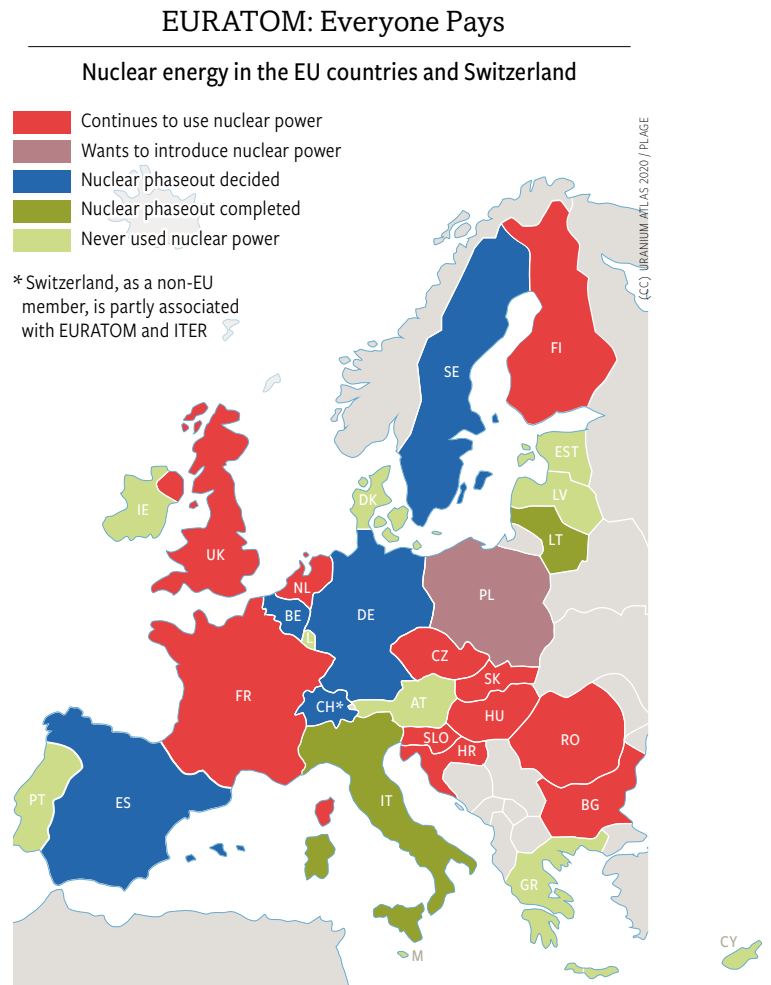 EURATOM: Everyone Pays
Nuclear energy in the EU countries and Switzerland
Continues to use nuclear power
Wants to introduce nuclear power
Nuclear phaseout decided
Nuclear phaseout completed
Never used nuclear power
* Switzerland, as a non-EU
member, is partly associated
with EURATOM and ITER
(CC) URANIUM ATLAS 2020 / PLAGE
FI
SE
EST
LV
LT
DK
IE
UK
NL
BE
DE
PL
L
CZ
SK
FR
CH*
AT
HU
SLO
HR
RO
IT
BG
PT
ES
GR
M
CY